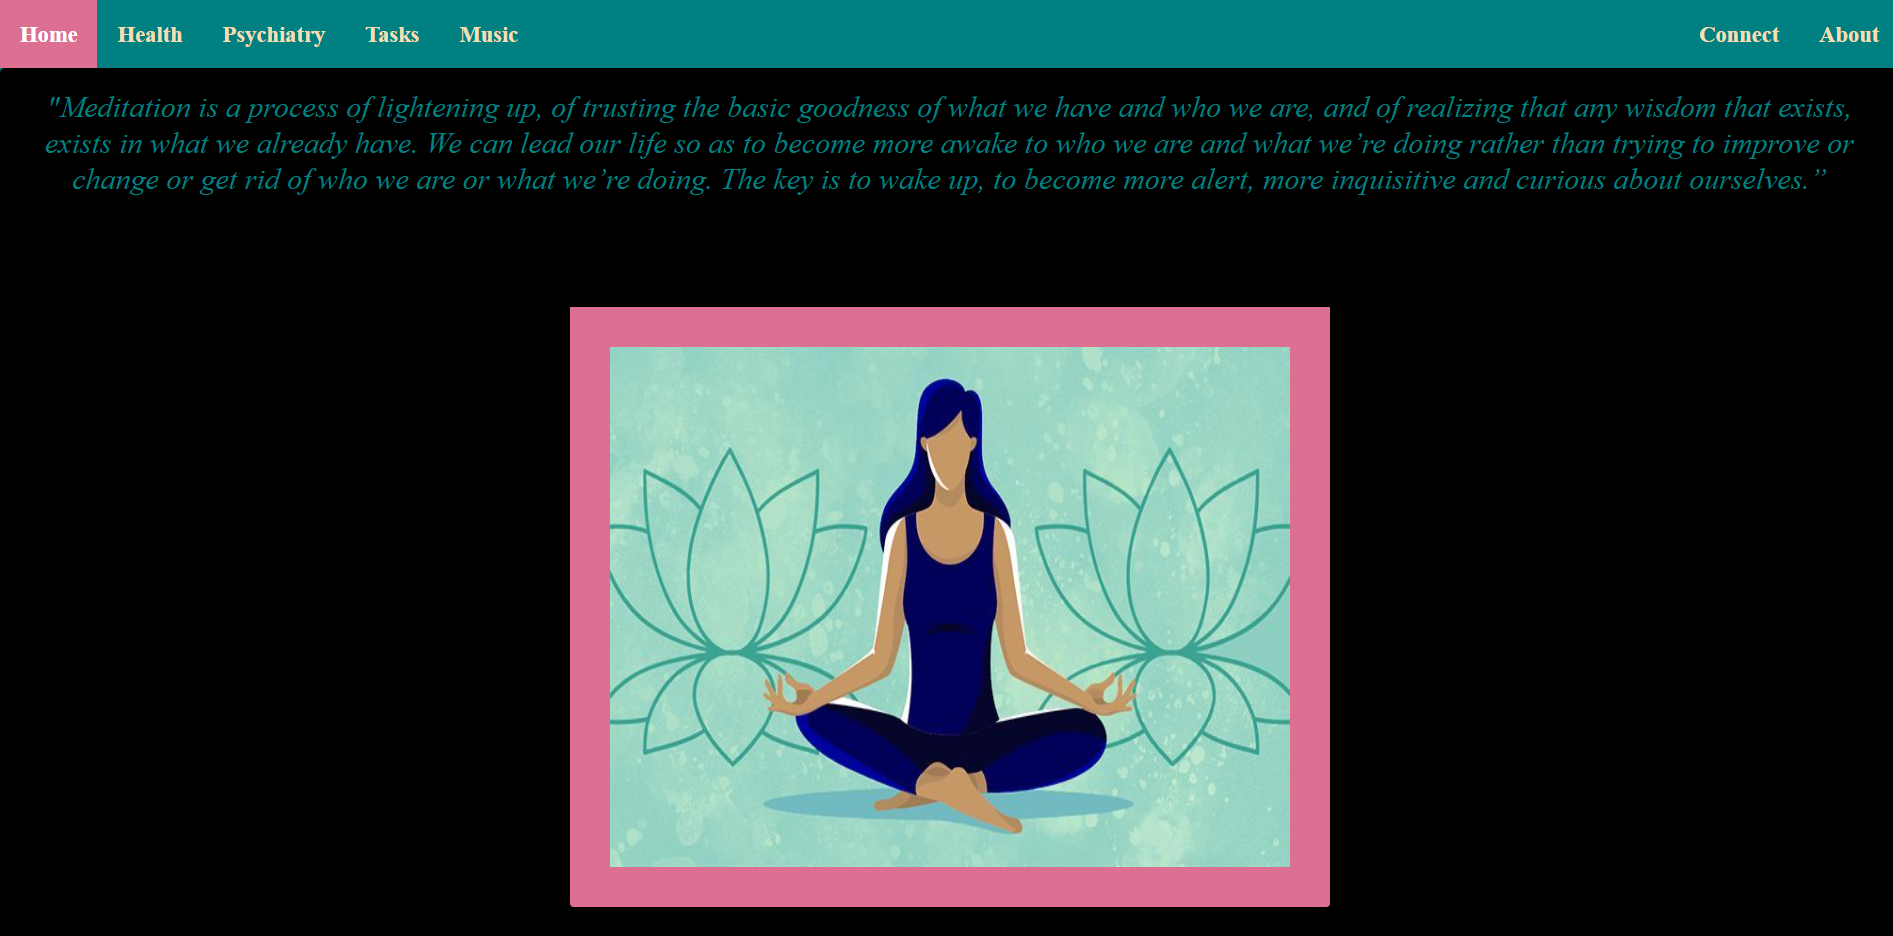 Home Health Psychiatry Tasks Music Connect About
"Meditation is a process of lightening up, of trusting the basic goodness of what we have and who we are, and of realizing that any wisdom that exists,
exists in what we already have. We can lead our life so as to become more awake to who we are and what we’re doing rather than trying to improve or
change or get rid of who we are or what we’re doing. The key is to wake up, to become more alert, more inquisitive and curious about ourselves.”